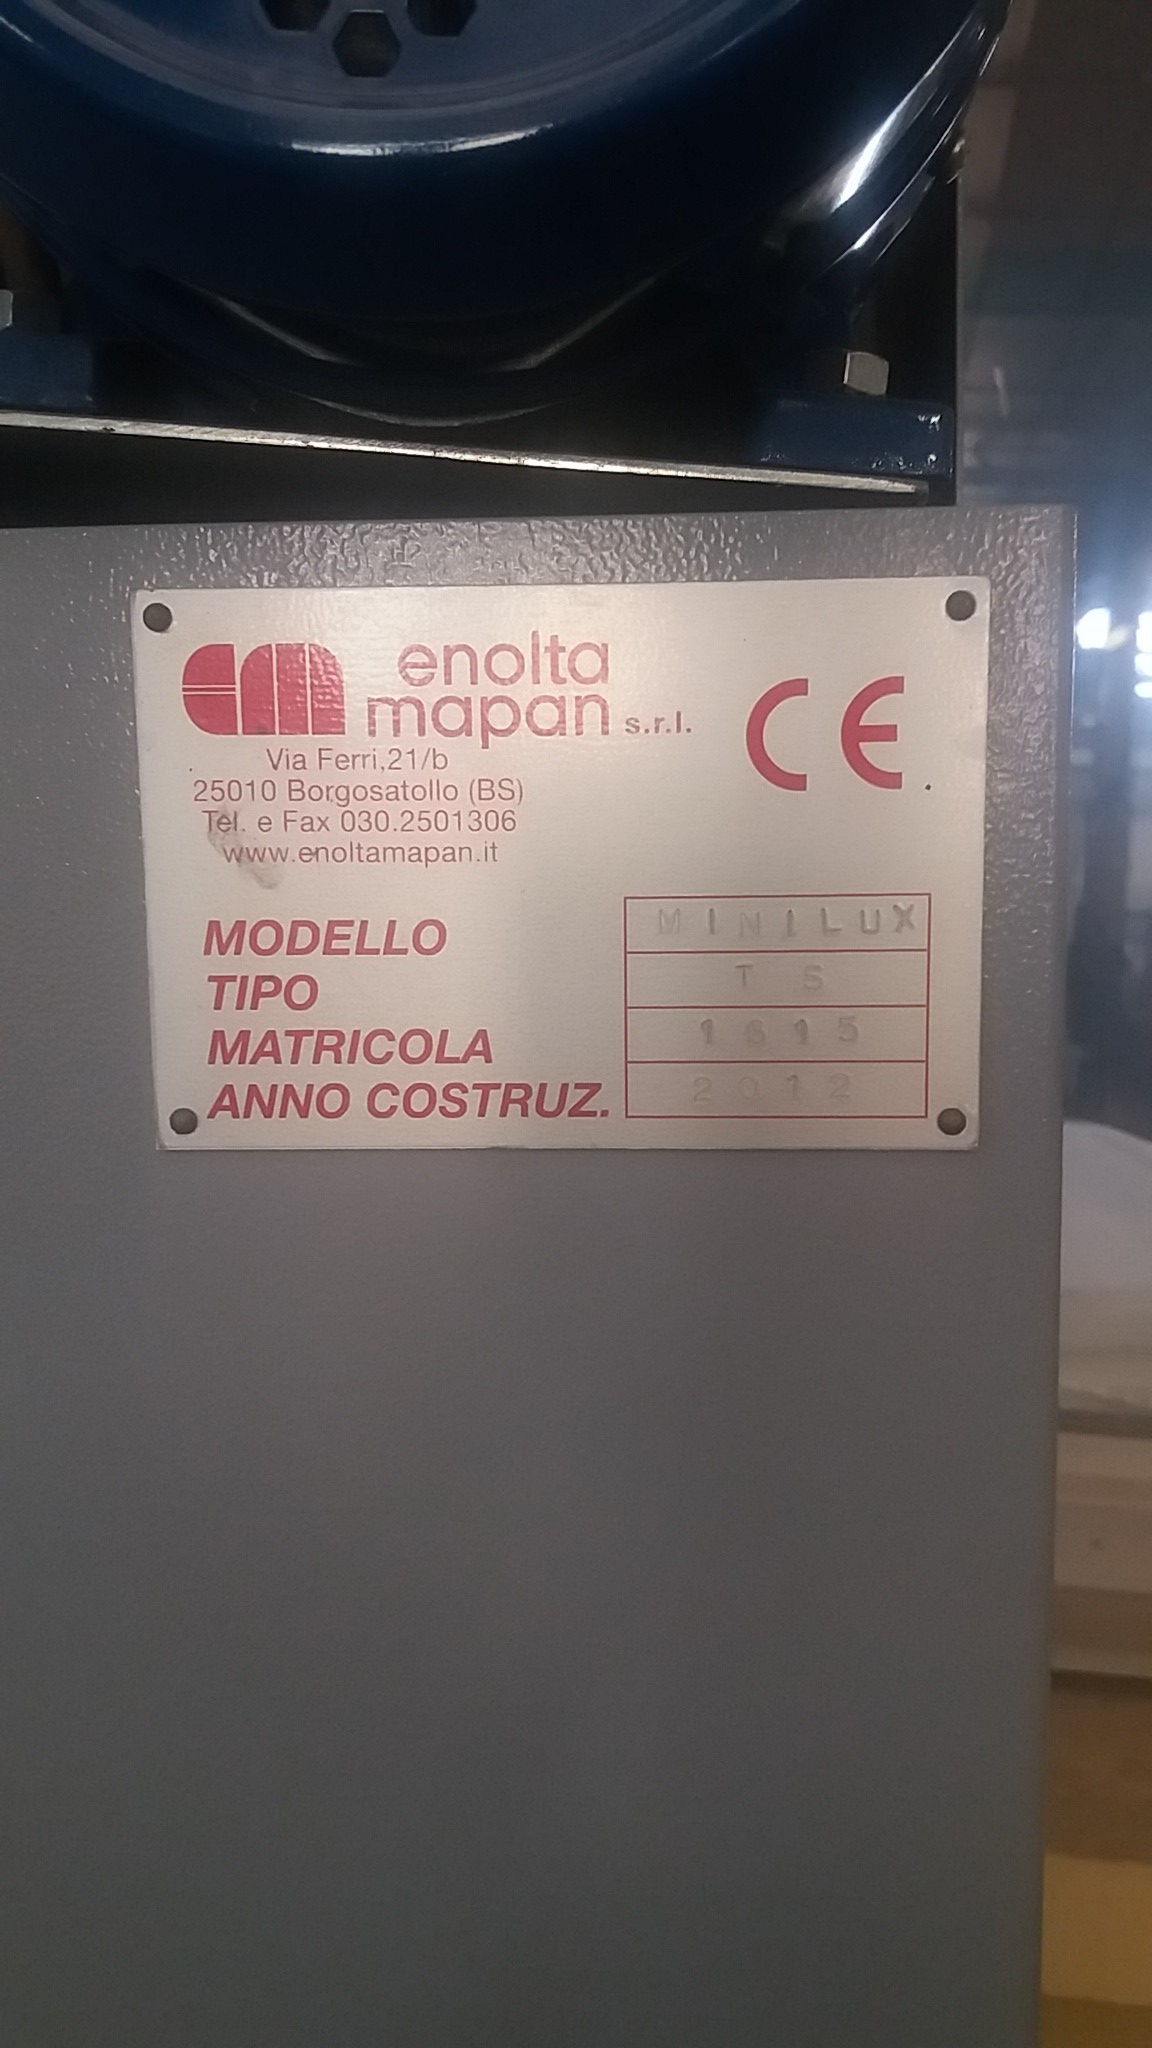 enolta
mapan s.r.l.
CE
Via Ferri,21/b
25010 Borgosatollo (BS)
Tel. e Fax 030.2501306
www.enoltamapan.it
MODELLO MINILUX
TIPO TS
MATRICOLA 1615
ANNO COSTRUZ. 2012